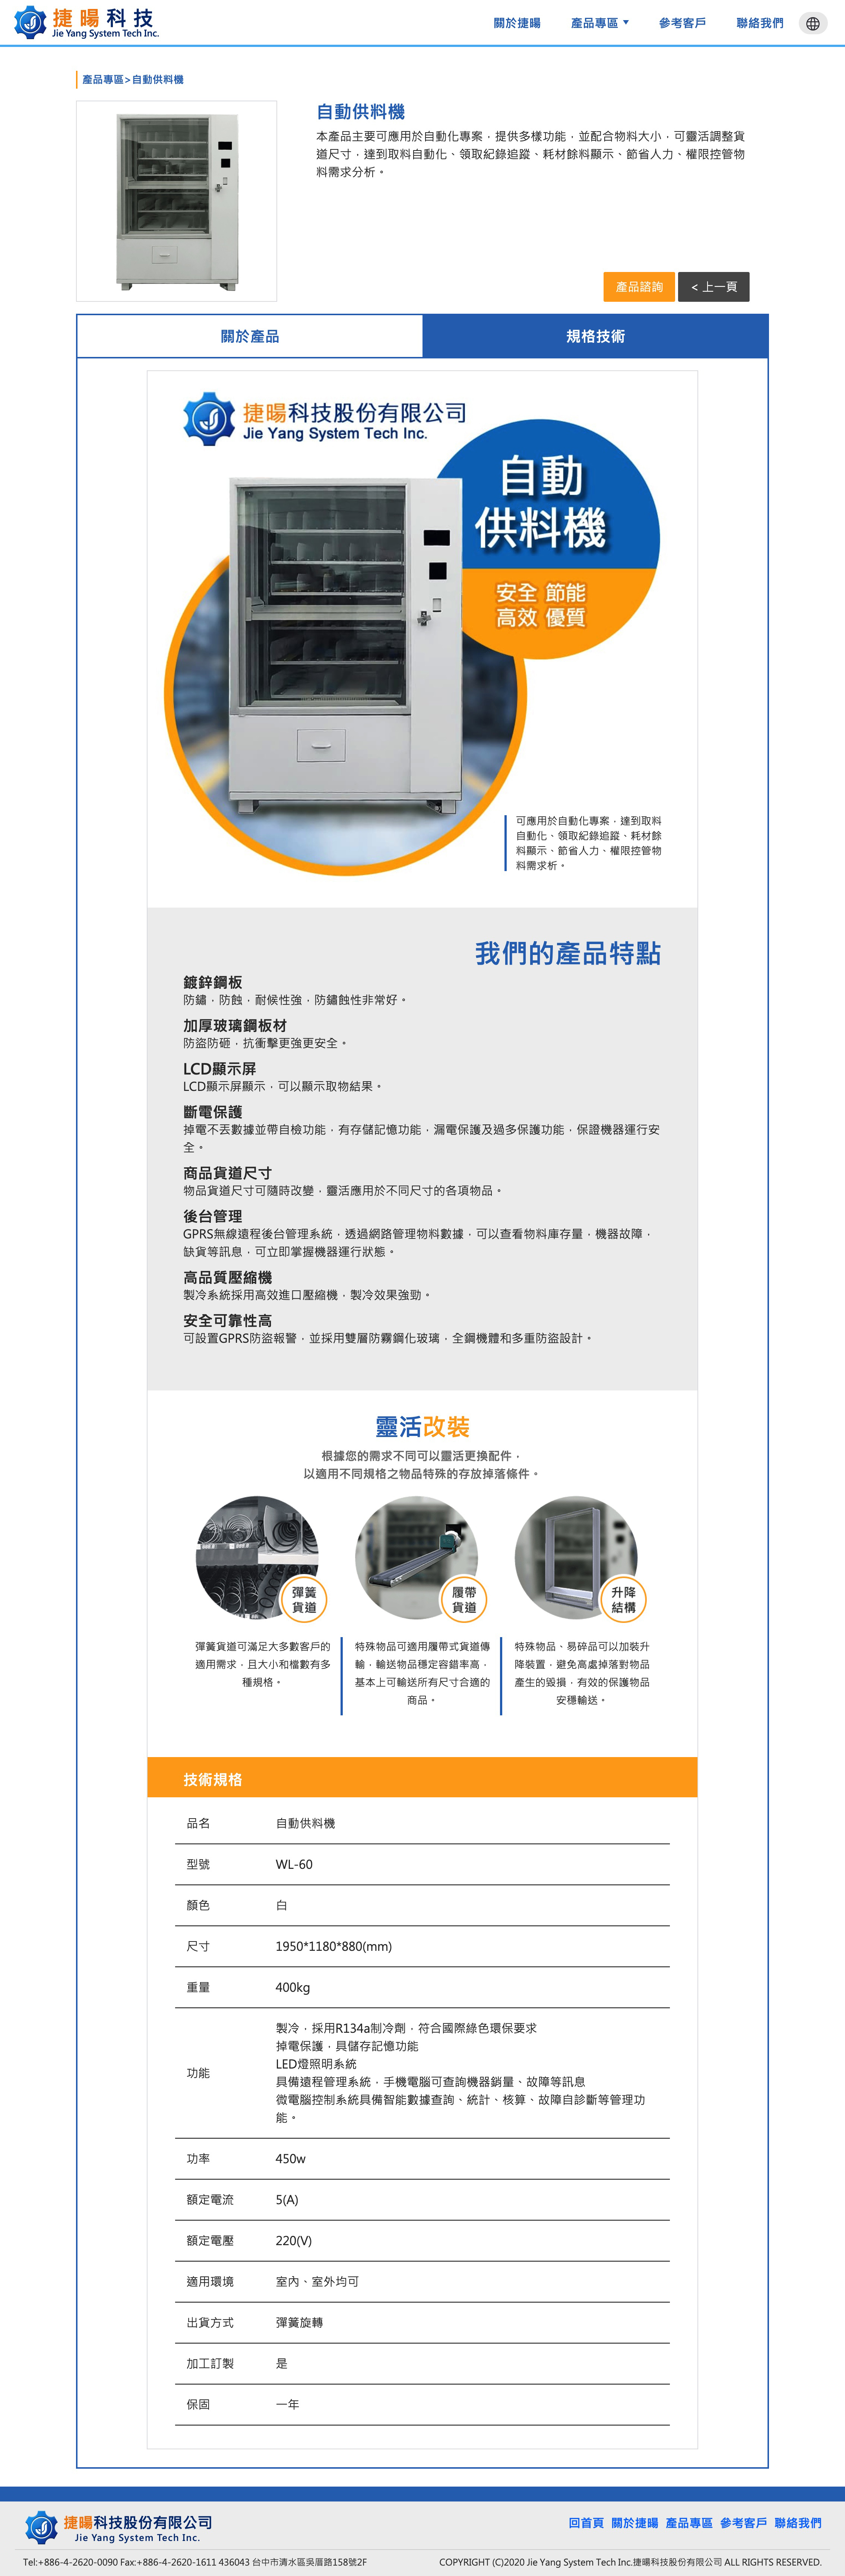 捷暘科技
Jie Yang System Tech Inc.
關於捷暘 產品專區 參考客戶 聯絡我們
產品專區>自動供料機
自動供料機
本產品主要可應用於自動化專案，提供多樣功能，並配合物料大小，可靈活調整貨
道尺寸，達到取料自動化、領取紀錄追蹤、耗材餘料顯示、節省人力、權限控管物
料需求分析。
產品諮詢 < 上一頁
關於產品 規格技術
捷暘科技股份有限公司
Jie Yang System Tech Inc.
自動
供料機
安全 節能
高效 優質
可應用於自動化專案，達到取料
自動化、領取紀錄追蹤、耗材餘
料顯示、節省人力、權限控管物
料需求析。
我們的產品特點
鍍鋅鋼板
防鏽，防蝕，耐候性強，防鏽蝕性非常好。
加厚玻璃鋼板材
防盜防砸，抗衝擊更強更安全。
LCD顯示屏
LCD顯示屏顯示，可以顯示取物結果。
斷電保護
掉電不丟數據並帶自檢功能，有存儲記憶功能，漏電保護及過多保護功能，保證機器運行安
全。
商品貨道尺寸
物品貨道尺寸可隨時改變，靈活應用於不同尺寸的各項物品。
後台管理
GPRS無線遠程後台管理系統，透過網路管理物料數據，可以查看物料庫存量，機器故障，
缺貨等訊息，可立即掌握機器運行狀態。
高品質壓縮機
製冷系統採用高效進口壓縮機，製冷效果強勁。
安全可靠性高
可設置GPRS防盜報警，並採用雙層防霧鋼化玻璃，全鋼機體和多重防盜設計。
靈活改裝
根據您的需求不同可以靈活更換配件，
以適用不同規格之物品特殊的存放掉落條件。
彈簧
貨道
履帶
貨道
升降
結構
彈簧貨道可滿足大多數客戶的
適用需求，且大小和檔數有多
種規格。
特殊物品可適用履帶式貨道傳
輸，輸送物品穩定容錯率高，
基本上可輸送所有尺寸合適的
商品。
特殊物品、易碎品可以加裝升
降裝置，避免高處掉落對物品
產生的毀損，有效的保護物品
安穩輸送。
技術規格
品名 自動供料機
型號 WL-60
顏色 白
尺寸 1950*1180*880(mm)
重量 400kg
功能
製冷，採用R134a制冷劑，符合國際綠色環保要求
掉電保護，具儲存記憶功能
LED燈照明系統
具備遠程管理系統，手機電腦可查詢機器銷量、故障等訊息
微電腦控制系統具備智能數據查詢、統計、核算、故障自診斷等管理功
能。
功率 450w
額定電流 5(A)
額定電壓 220(V)
適用環境 室內、室外均可
出貨方式 彈簧旋轉
加工訂製 是
保固 一年
捷暘科技股份有限公司
Jie Yang System Tech Inc.
回首頁 關於捷暘 產品專區 參考客戶 聯絡我們
Tel:+886-4-2620-0090 Fax:+886-4-2620-1611 436043 台中市清水區吳厝路158號2F
COPYRIGHT (C)2020 Jie Yang System Tech Inc.捷暘科技股份有限公司 ALL RIGHTS RESERVED.